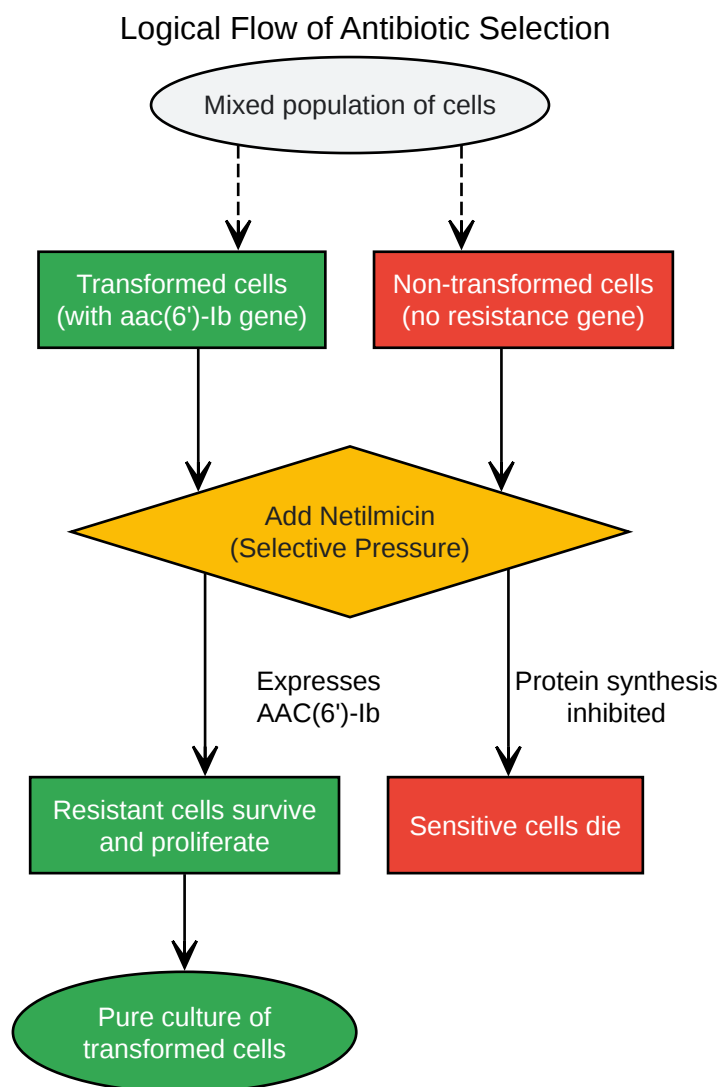 Logical Flow of Antibiotic Selection
Mixed population of cells
Transformed cells
(with aac(6')-Ib gene)
Non-transformed cells
(no resistance gene)
Add Netilmicin
(Selective Pressure)
Expresses
AAC(6')-Ib
Protein synthesis
inhibited
Resistant cells survive
and proliferate
Sensitive cells die
Pure culture of
transformed cells